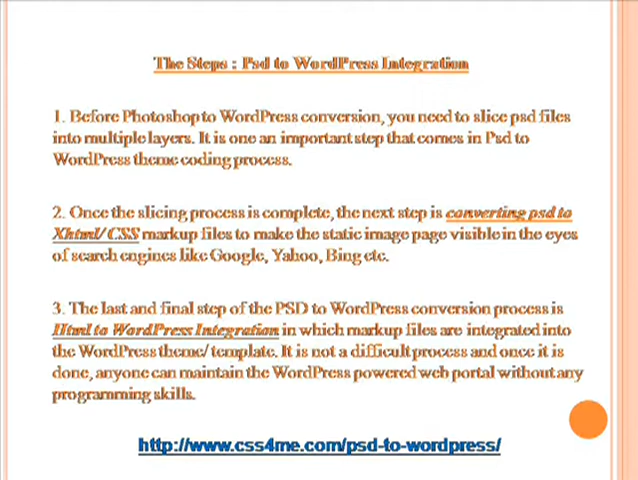 The Steps : Psd to WordPress Integration
1. Before Photoshop to WordPress conversion, you need to slice psd files
into multiple layers. It is one an important step that comes in Psd to
WordPress theme coding process.
2. Once the slicing process is complete, the next step is converting psd to
Xhtml/ CSS markup files to make the static image page visible in the eyes
of search engines like Google, Yahoo, Bing etc.
3. The last and final step of the PSD to WordPress conversion process is
Html to WordPress Integration in which markup files are integrated into
the WordPress theme/ template. It is not a difficult process and once it is
done, anyone can maintain the WordPress powered web portal without any
programming skills.
http://www.css4me.com/psd-to-wordpress/